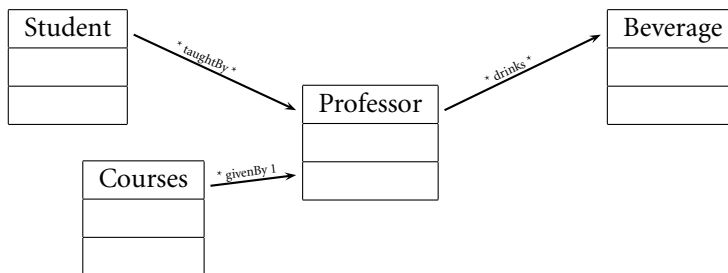 Student
Beverage
* taughtBy *
* drinks *
Professor
Courses
* givenBy 1